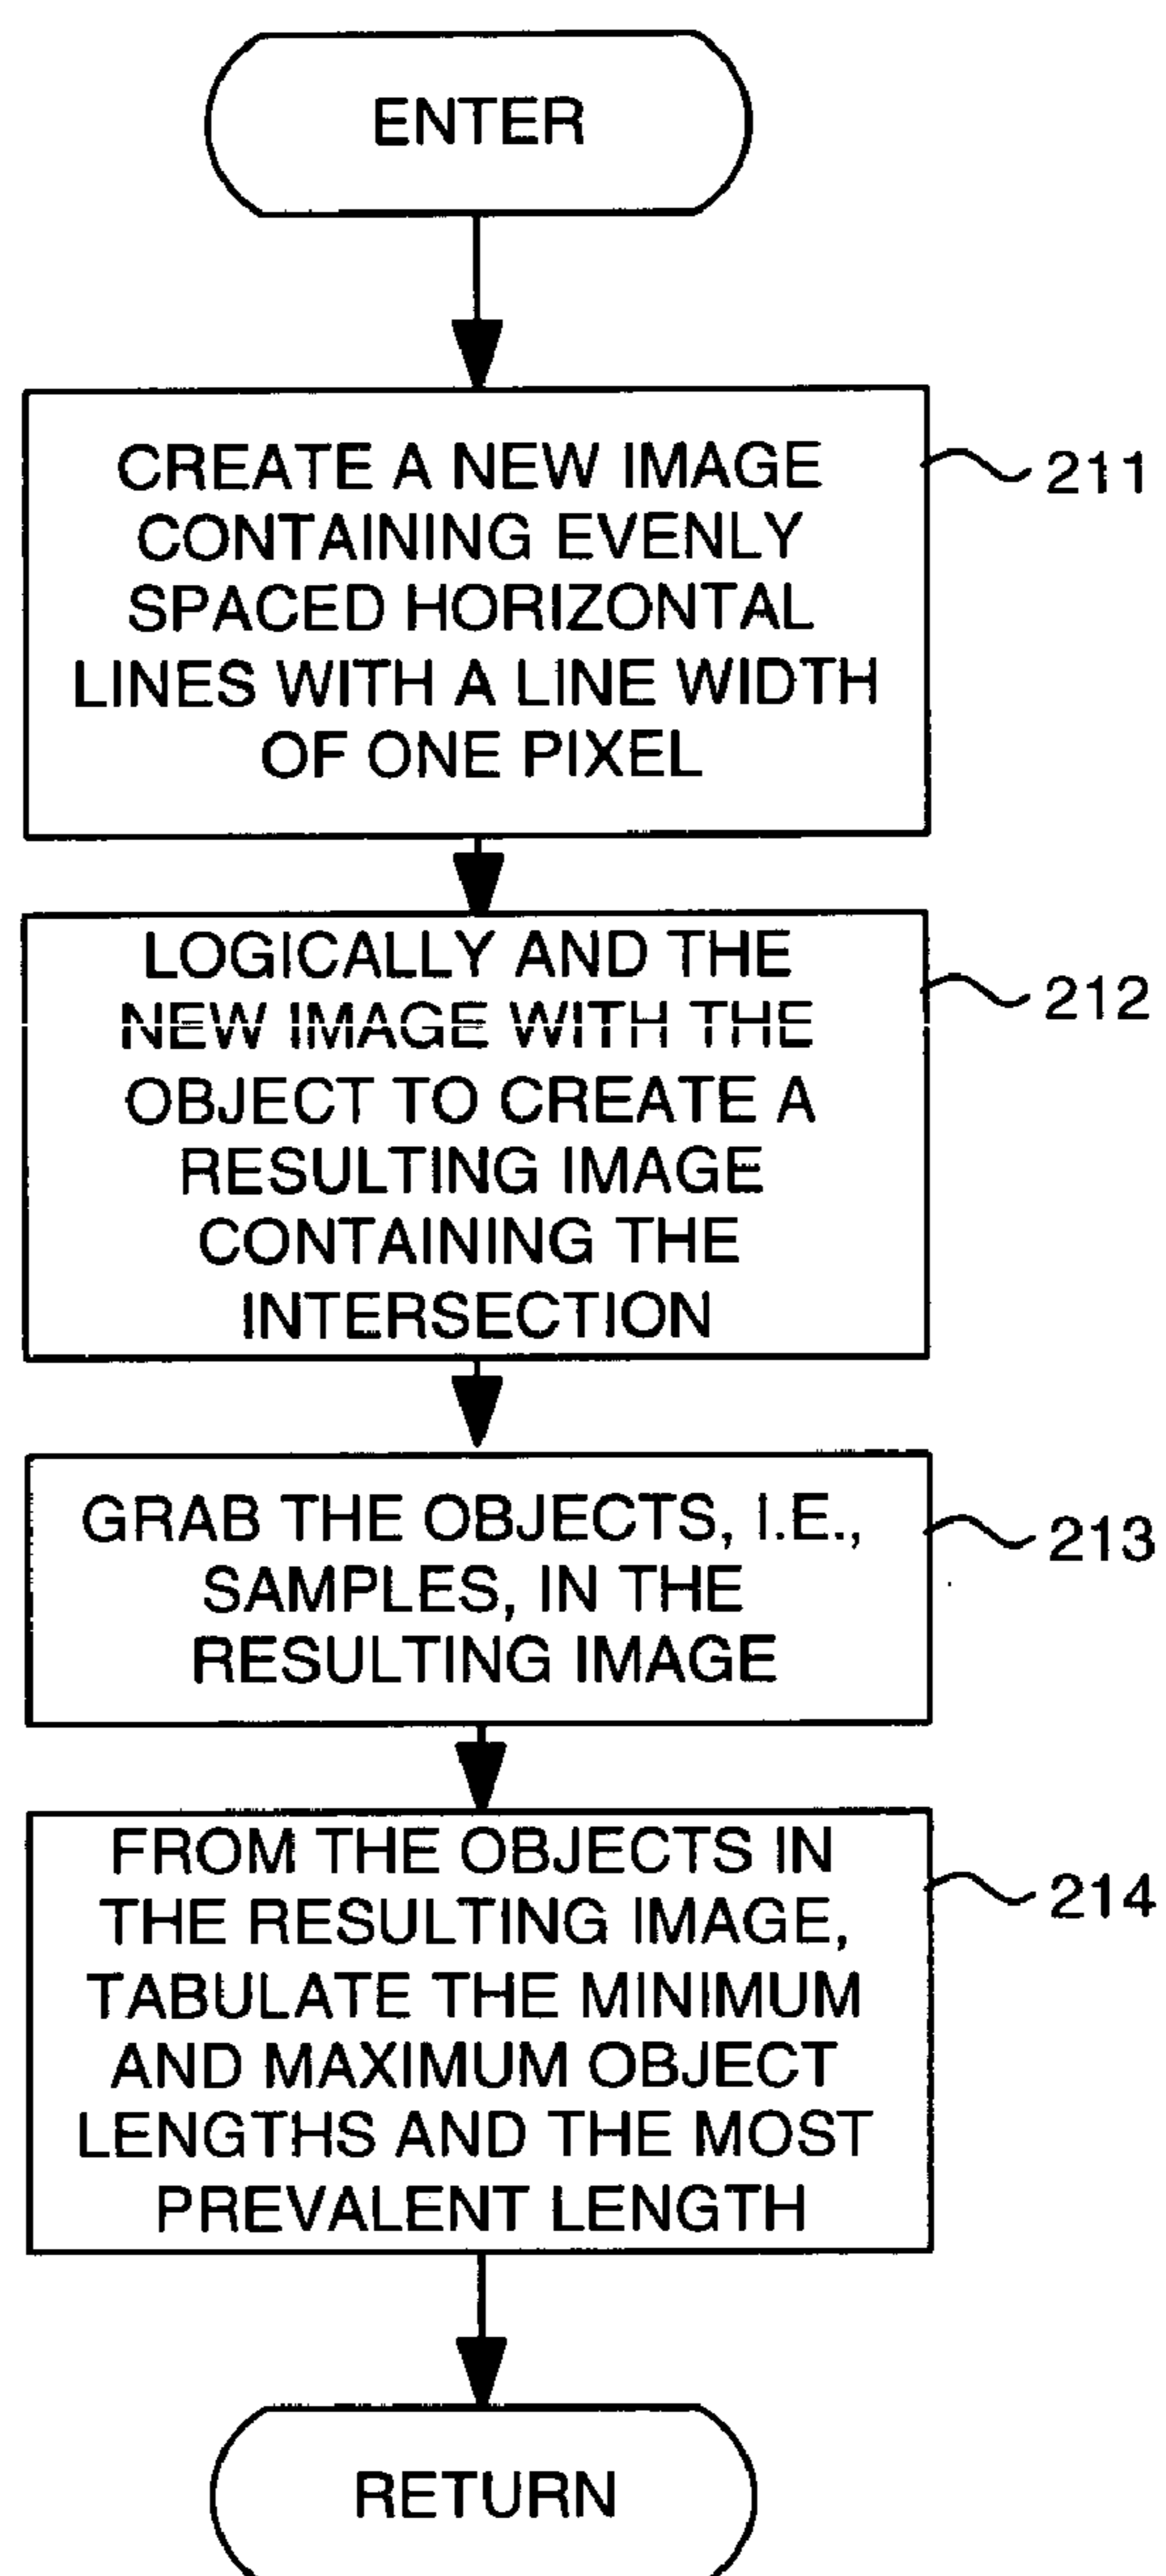 ENTER
CREATE A NEW IMAGE
CONTAINING EVENLY
SPACED HORIZONTAL
LINES WITH A LINE WIDTH
OF ONE PIXEL
211
LOGICALLY AND THE
NEW IMAGE WITH THE
OBJECT TO CREATE A
RESULTING IMAGE
CONTAINING THE
INTERSECTION
212
GRAB THE OBJECTS, I.E.,
SAMPLES, IN THE
RESULTING IMAGE
213
FROM THE OBJECTS IN
THE RESULTING IMAGE,
TABULATE THE MINIMUM
AND MAXIMUM OBJECT
LENGTHS AND THE MOST
PREVALENT LENGTH
214
RETURN